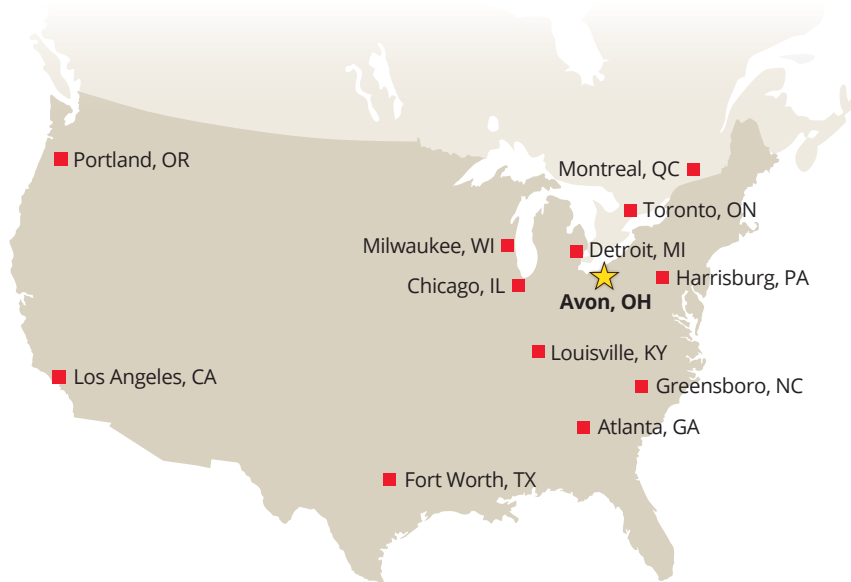 Portland, OR
Montreal, QC
Toronto, ON
Milwaukee, WI
Detroit, MI
Chicago, IL
Harrisburg, PA
Avon, OH
Louisville, KY
Los Angeles, CA
Greensboro, NC
Atlanta, GA
Fort Worth, TX